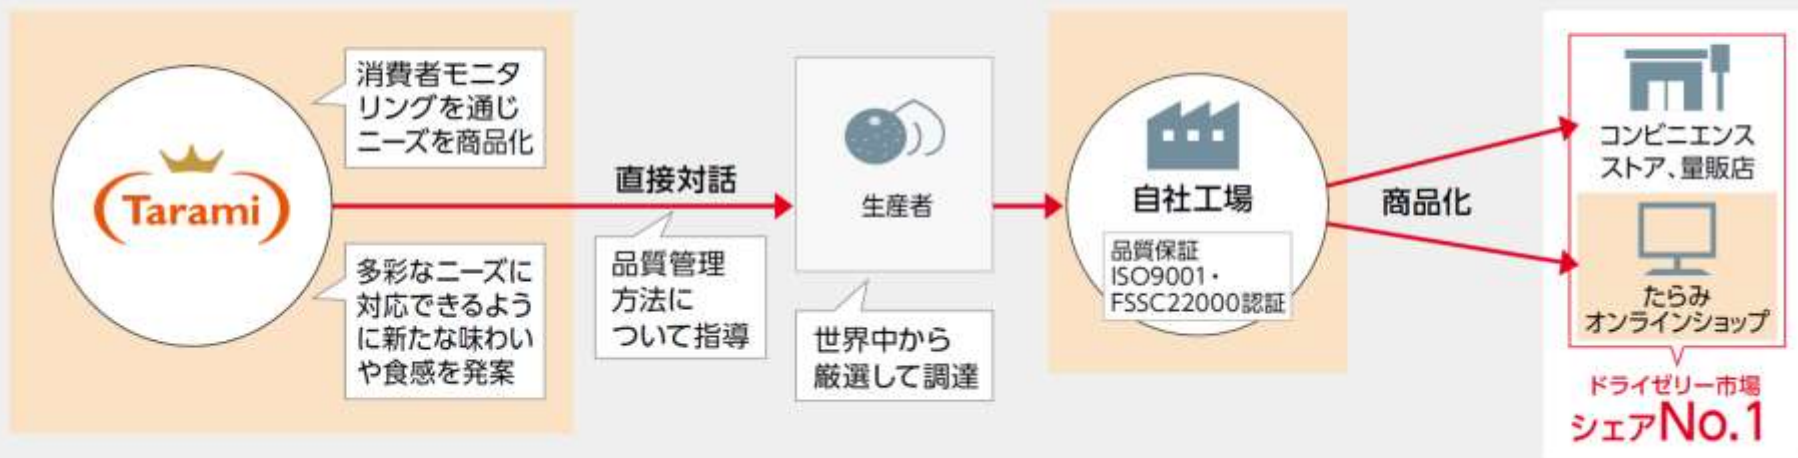 消費者モニタ
リングを通じ
ニーズを商品化
Tarami
多彩なニーズに
対応できるよう
に新たな味わい
や食感を発案
直接対話
品質管理
方法に
ついて指導
生産者
世界中から
厳選して調達
自社工場
品質保証
ISO9001・
FSSC22000認証
商品化
コンビニエンス
ストア、量販店
たらみ
オンラインショップ
ドライゼリー市場
シェアNo.1